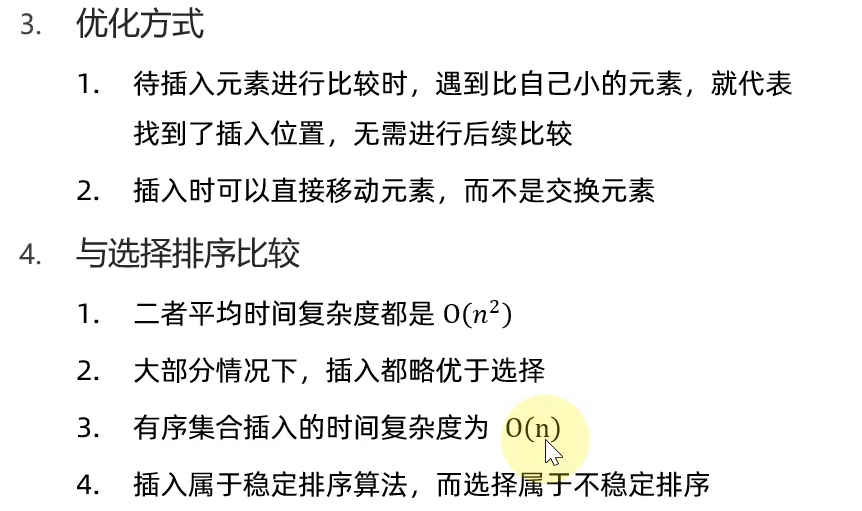 3. 优化方式
1. 待插入元素进行比较时，遇到比自己小的元素，就代表
找到了插入位置，无需进行后续比较
2. 插入时可以直接移动元素，而不是交换元素
4. 与选择排序比较
1. 二者平均时间复杂度都是 O(n²)
2. 大部分情况下，插入都略优于选择
3. 有序集合插入的时间复杂度为 O(n)
4. 插入属于稳定排序算法，而选择属于不稳定排序